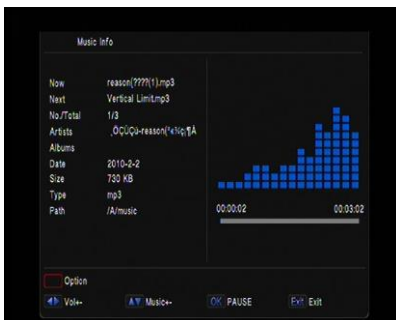 Music Info
Now reason(????(1).mp3
Next Vertical Limit.mp3
No./Total 1/3
Artists
Albums
Date 2010-2-2
Size 730 KB
Type mp3
Path /A/music
00:00:02 00:03:02
Option
Vol+- Music+- OK PAUSE Exit Exit